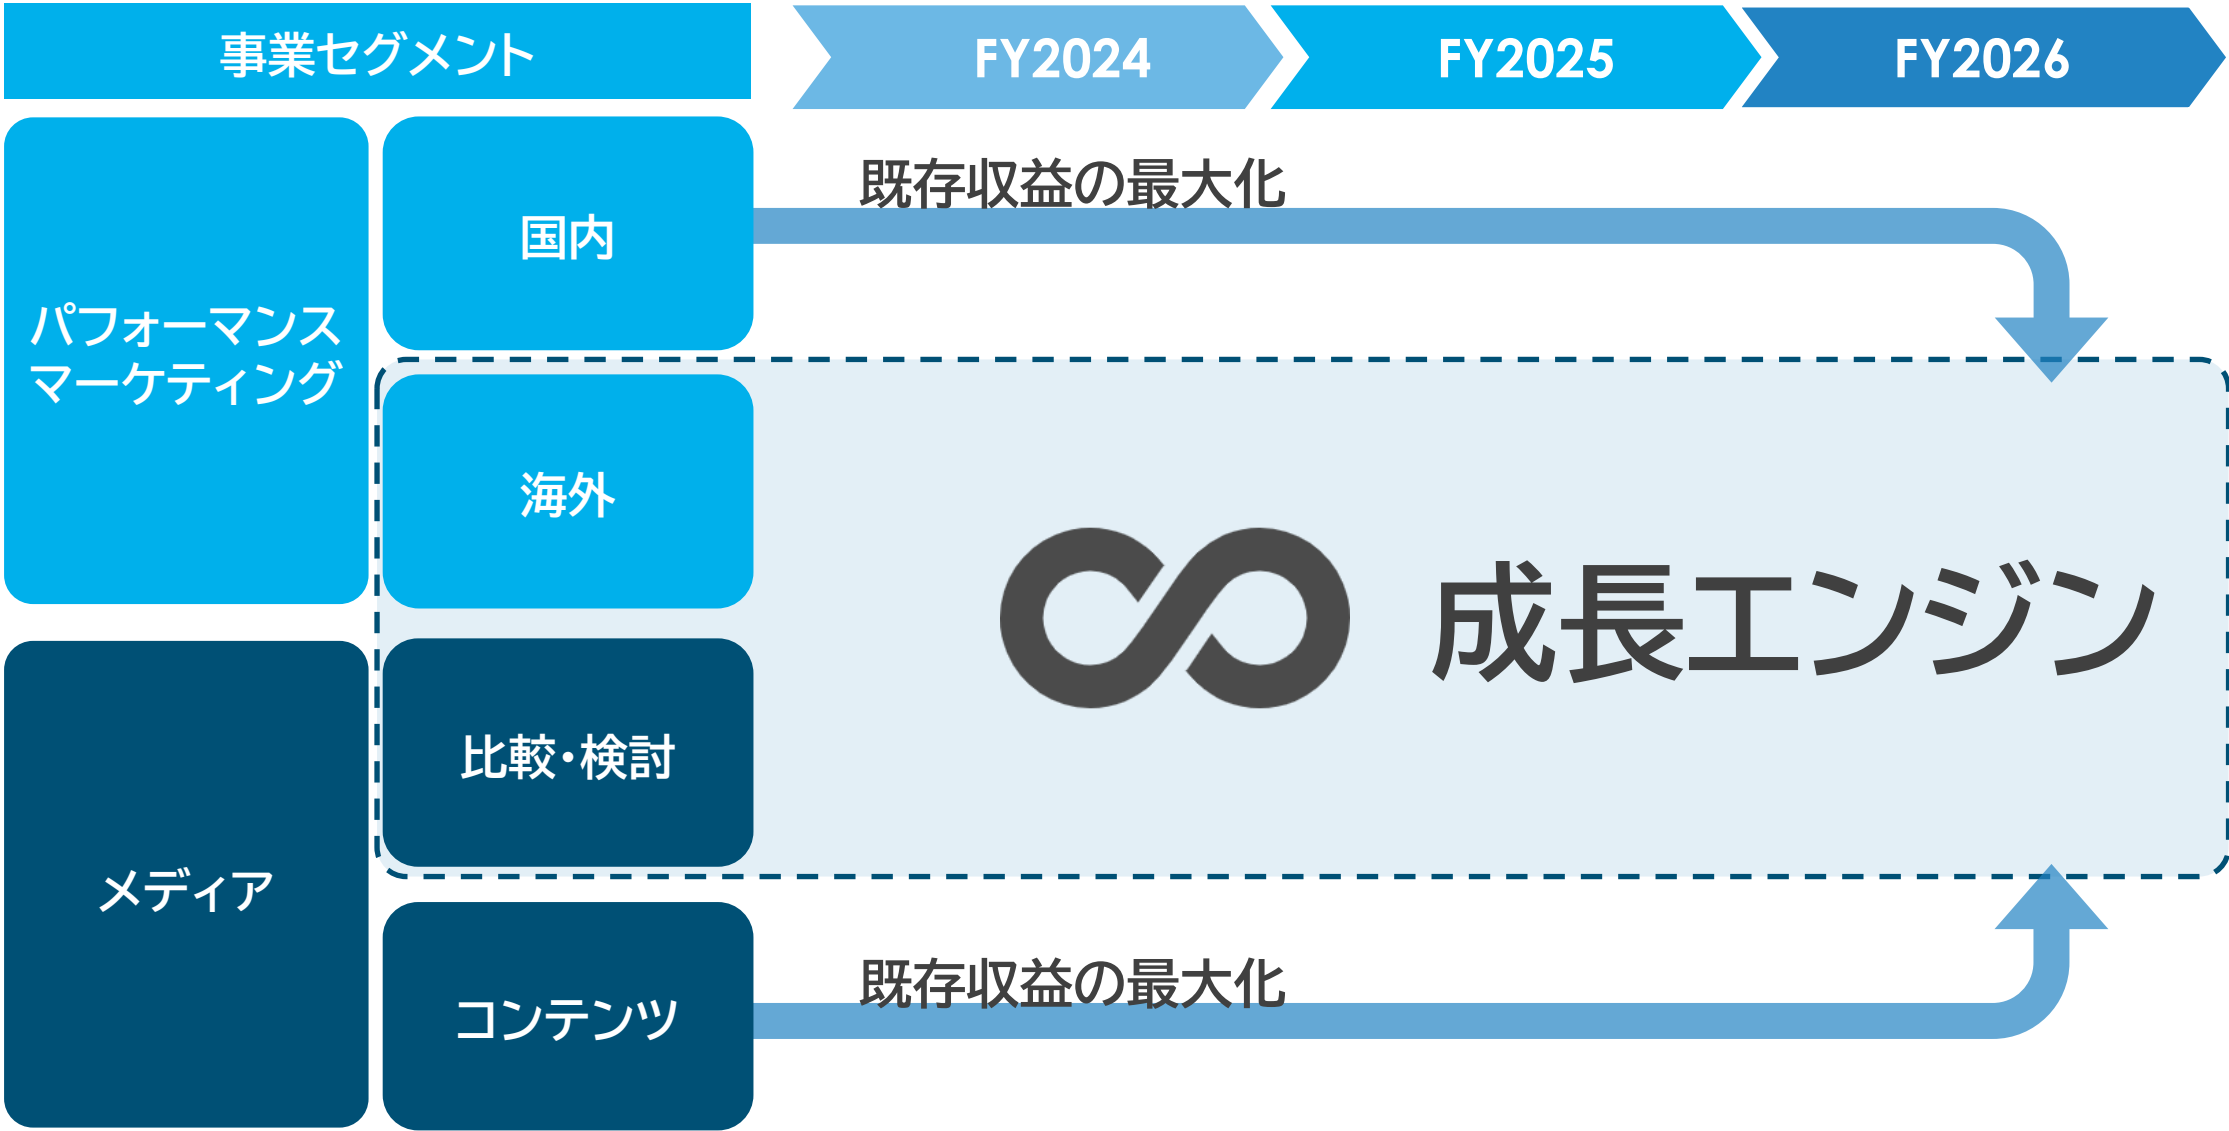 事業セグメント
FY2024
FY2025
FY2026
パフォーマンス
マーケティング
国内
既存収益の最大化
海外
成長エンジン
メディア
比較・検討
コンテンツ
既存収益の最大化